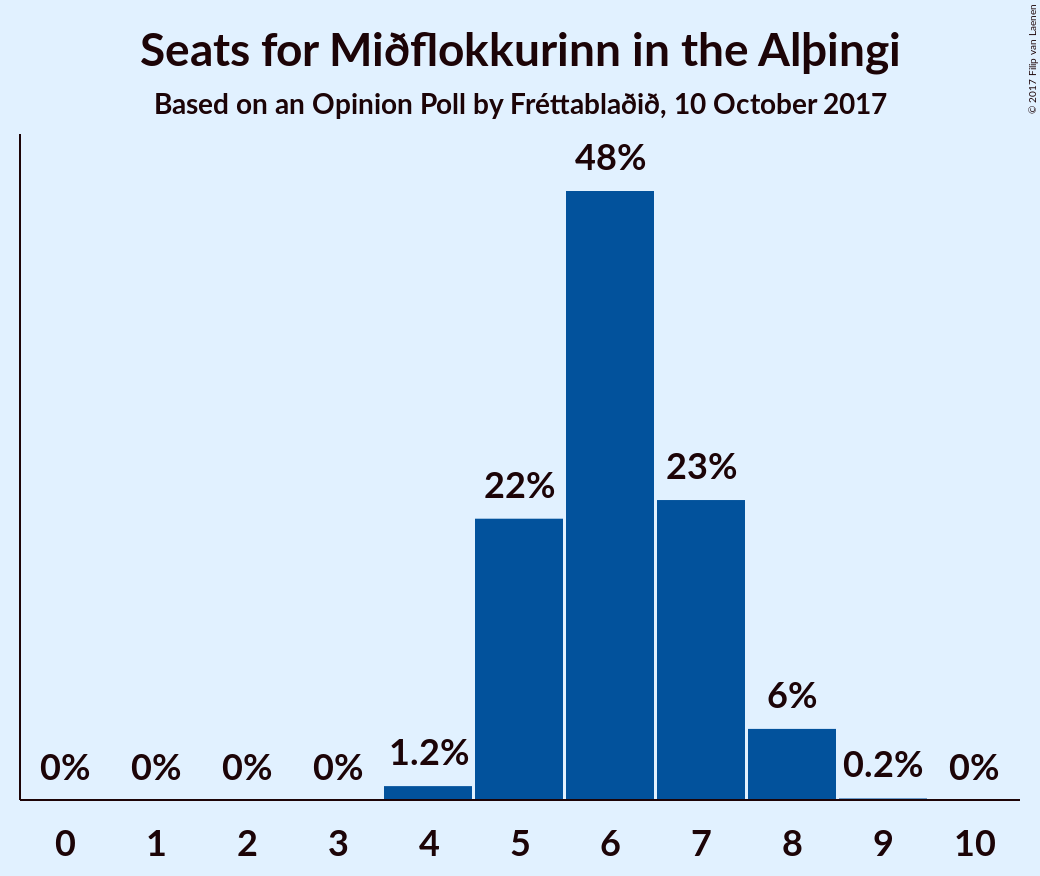 Seats for Miðflokkurinn in the Alþingi
Based on an Opinion Poll by Fréttablaðið, 10 October 2017
© 2017 Filip van Laenen
48%
23%
22%
6%
1.2%
0.2%
0% 0% 0% 0% 0%
0 1 2 3 4 5 6 7 8 9 10